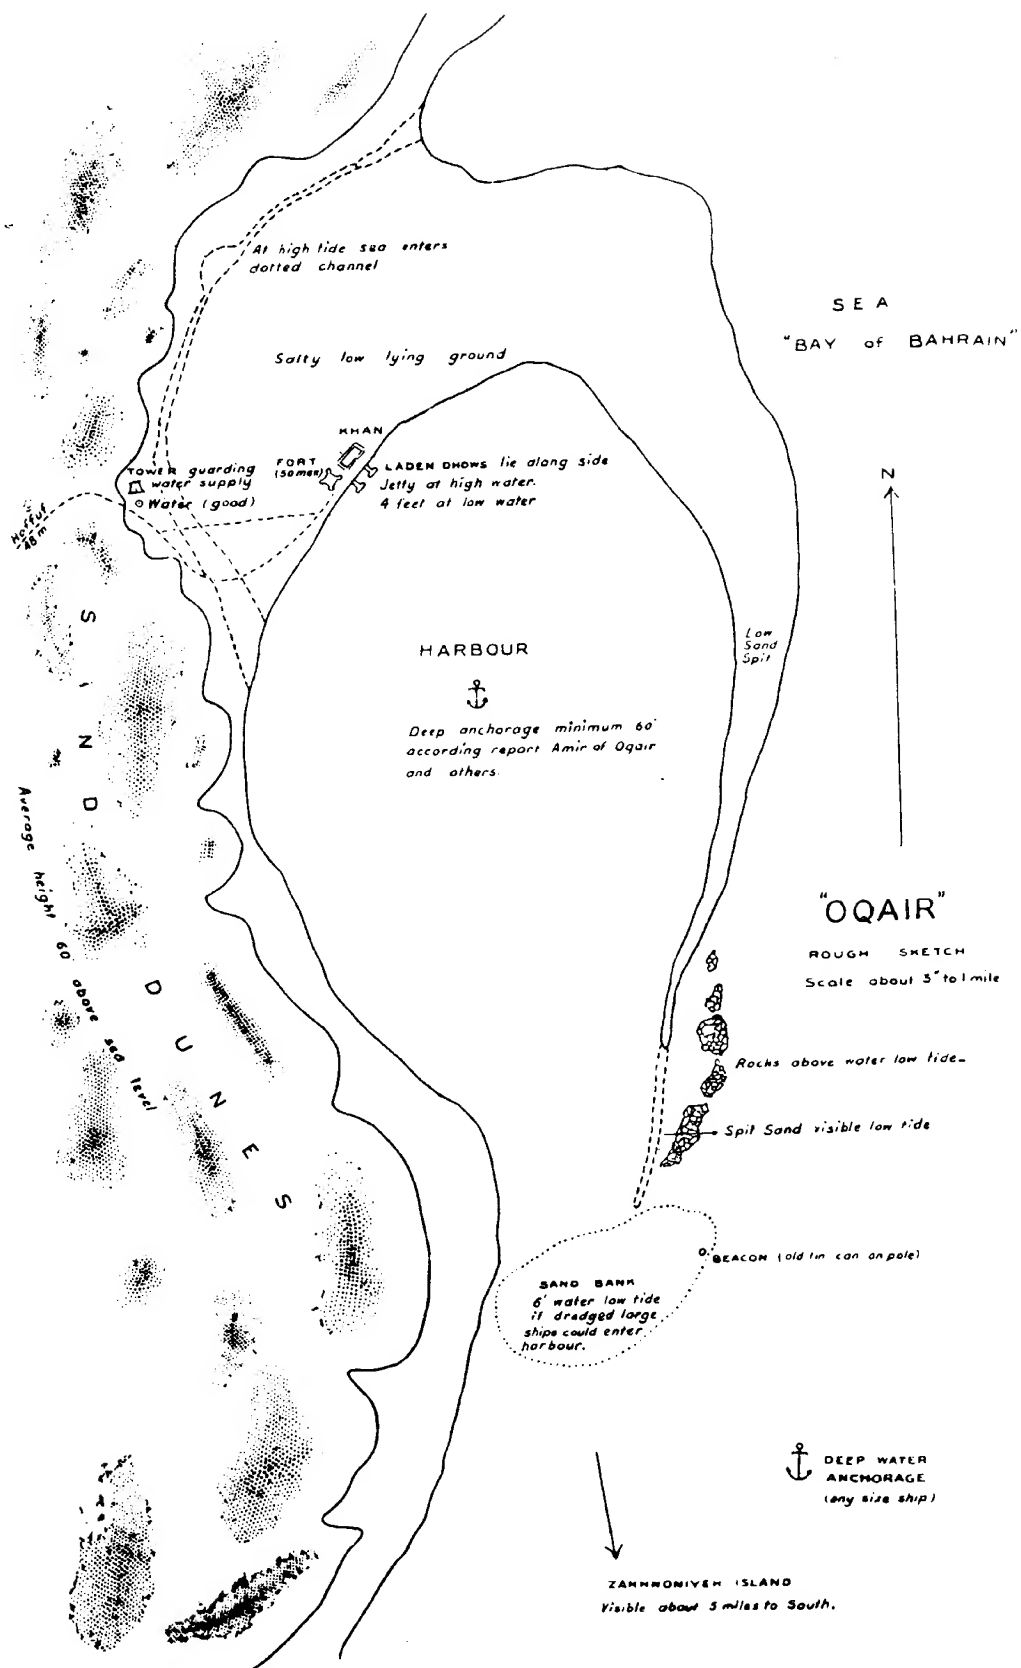 At high tide sea enters
dotted channel
SEA
"BAY of BAHRAIN"
Salty low lying ground
KHAN
FORT
(50 men)
LADEN DHOWS lie along side
Jetty at high water.
4 feet at low water
TOWER guarding
water supply
Water (good)
Hoffuf
48 m
N
Low
Sand
Spit
HARBOUR
Deep anchorage minimum 60'
according report Amir of Oqair
and others.
SIND DUNES
Average height 60 above sea level
"OQAIR"
ROUGH SKETCH
Scale about 3" to 1 mile
Rocks above water low tide
Spit Sand visible low tide
BEACON (old tin can on pole)
SAND BANK
6' water low tide
if dredged large
ships could enter
harbour.
DEEP WATER
ANCHORAGE
(any size ship)
ZAKHNONIYEH ISLAND
Visible about 5 miles to South.